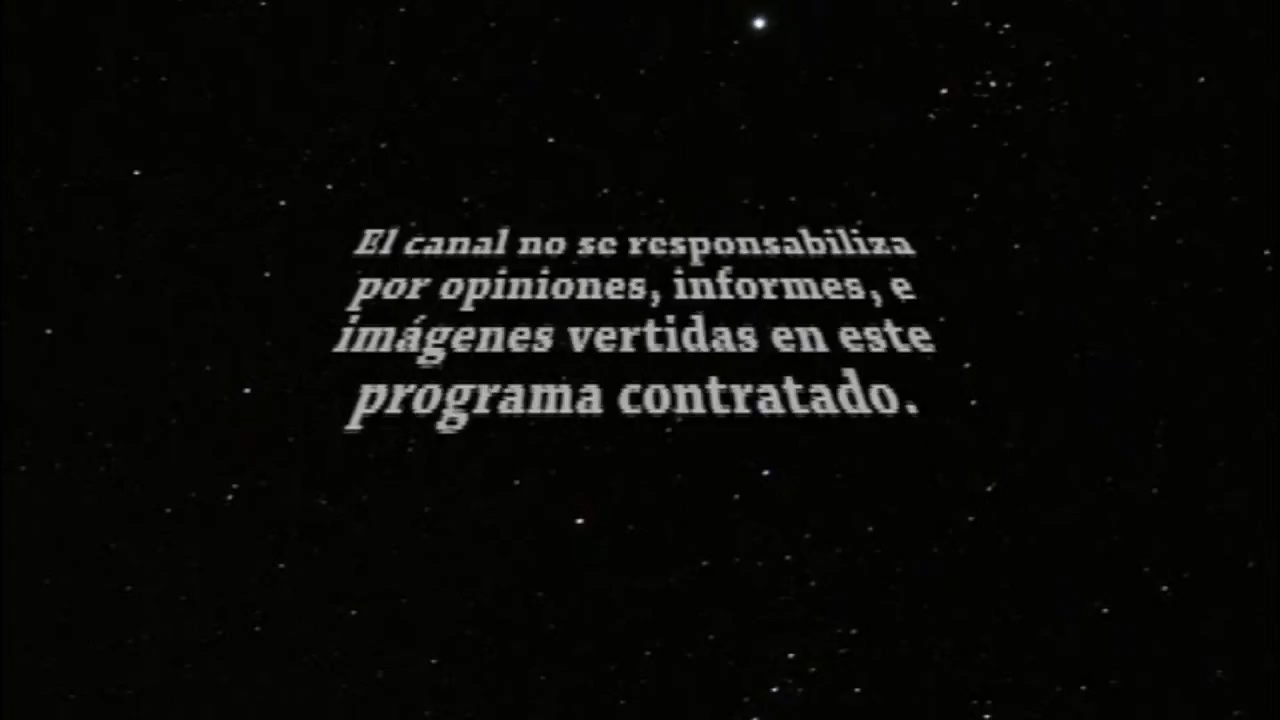 El canal no se responsabiliza
por opiniones, informes, e
imágenes vertidas en este
programa contratado.